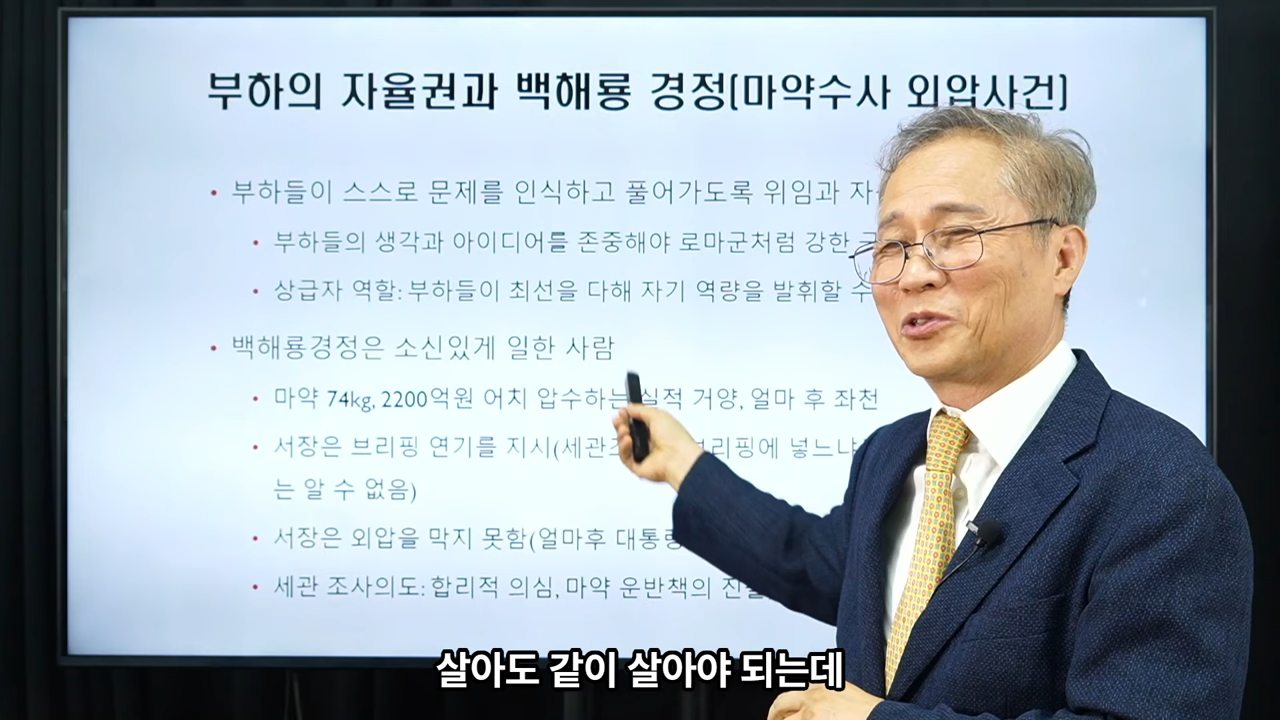 부하의 자율권과 백해룡 경정(마약수사 외압사건)
• 부하들이 스스로 문제를 인식하고 풀어가도록 위임과
• 부하들의 생각과 아이디어를 존중해야 로마군처럼 강한
• 상급자 역할: 부하들이 최선을 다해 자기 역량을 발휘할 수
• 백해룡경정은 소신있게 일한 사람
• 마약 74kg, 2200억원 어치 압수하는 실적 거양, 얼마 후 좌천
• 서장은 브리핑 연기를 지시(세관 브리핑에 넣느냐
는 알 수 없음)
• 서장은 외압을 막지 못함(얼마후
• 세관 조사의도: 합리적 의심, 마약 운반책의
살아도 같이 살아야 되는데